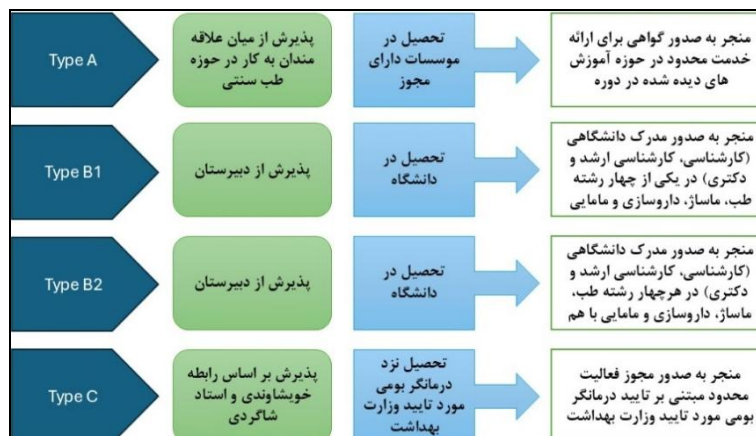 Type A
پذیرش از میان علاقه
مندان به کار در حوزه
طب سنتی
تحصیل در
موسسات دارای
مجوز
منجر به صدور گواهی برای ارائه
خدمت محدود در حوزه آموزش
های دیده شده در دوره
Type B1
پذیرش از دبیرستان
تحصیل در
دانشگاه
منجر به صدور مدرک دانشگاهی
(کارشناسی، کارشناسی ارشد و
دکتری) در یکی از چهار رشته
طب، ماساژ، داروسازی و مامایی
Type B2
پذیرش از دبیرستان
تحصیل در
دانشگاه
منجر به صدور مدرک دانشگاهی
(کارشناسی، کارشناسی ارشد و
دکتری) در هرچهار رشته طب،
ماساژ، داروسازی و مامایی با هم
Type C
پذیرش بر اساس رابطه
خویشاوندی و استاد
شاگردی
تحصیل نزد
درمانگر بومی
مورد تایید وزارت
بهداشت
منجر به صدور مجوز فعالیت
محدود مبتنی بر تایید درمانگر
بومی مورد تایید وزارت بهداشت